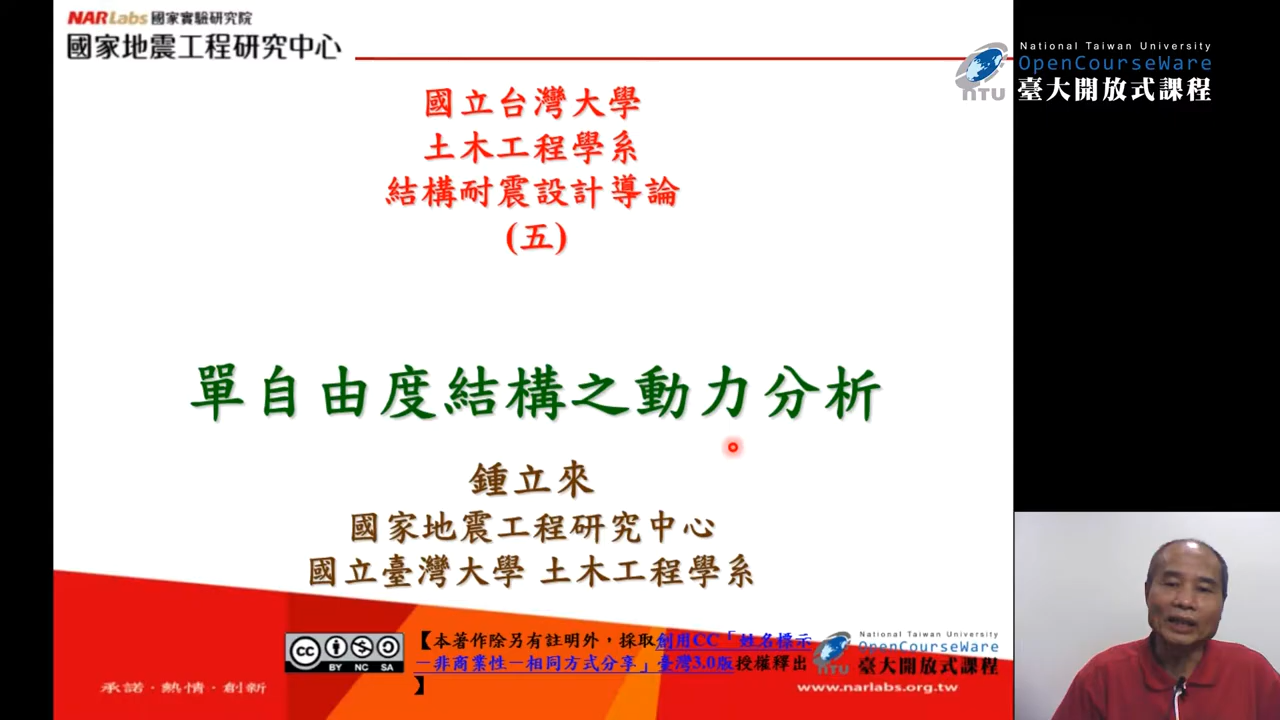 NARLabs 國家實驗研究院
國家地震工程研究中心
National Taiwan University
OpenCourseWare
NTU 臺大開放式課程
國立台灣大學
土木工程學系
結構耐震設計導論
(五)
單自由度結構之動力分析
鍾立來
國家地震工程研究中心
國立臺灣大學 土木工程學系
CC BY NC SA
【本著作除另有註明外，採取創用CC「姓名標示
－非商業性－相同方式分享」臺灣3.0版授權釋出
】
National Taiwan University
OpenCourseWare
NTU 臺大開放式課程
承諾·熱情·創新
www.narlabs.org.tw